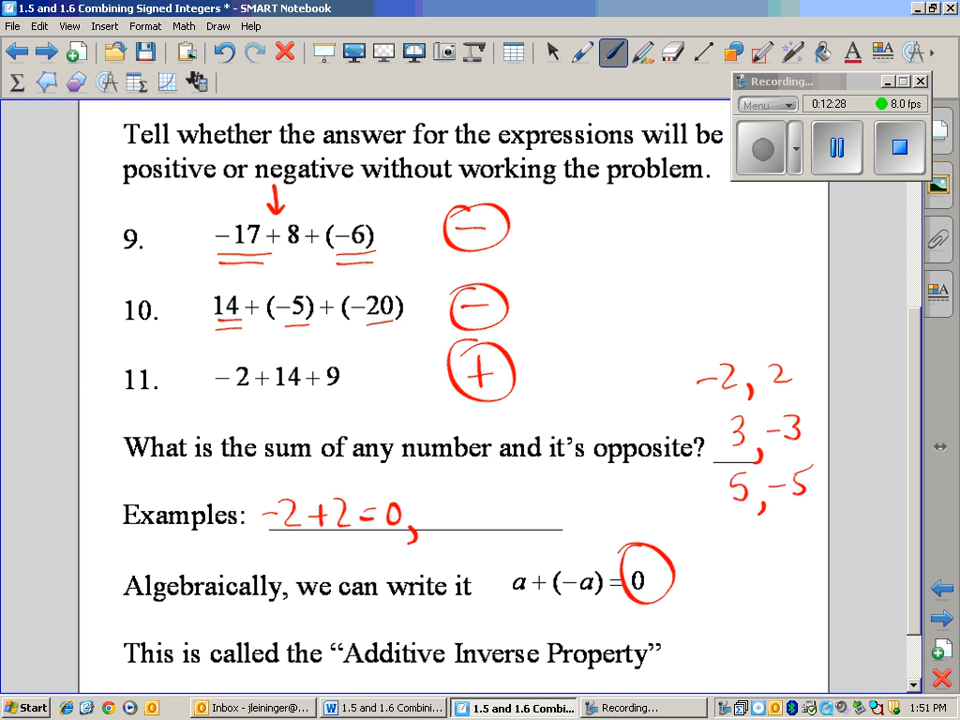 1.5 and 1.6 Combining Signed Integers * - SMART Notebook
File Edit View Insert Format Math Draw Help
Recording...
Menu 0:12:28 8.0 fps
Tell whether the answer for the expressions will be
positive or negative without working the problem.
9. −17 + 8 + (−6) −
10. 14 + (−5) + (−20) −
11. − 2 + 14 + 9 +
-2, 2
3, -3
What is the sum of any number and it's opposite? ___
5, -5
Examples: -2+2=0,
Algebraically, we can write it a + (−a) = 0
This is called the “Additive Inverse Property”
Start Inbox - jleininger@... 1.5 and 1.6 Combini... 1.5 and 1.6 Combi... Recording... 1:51 PM